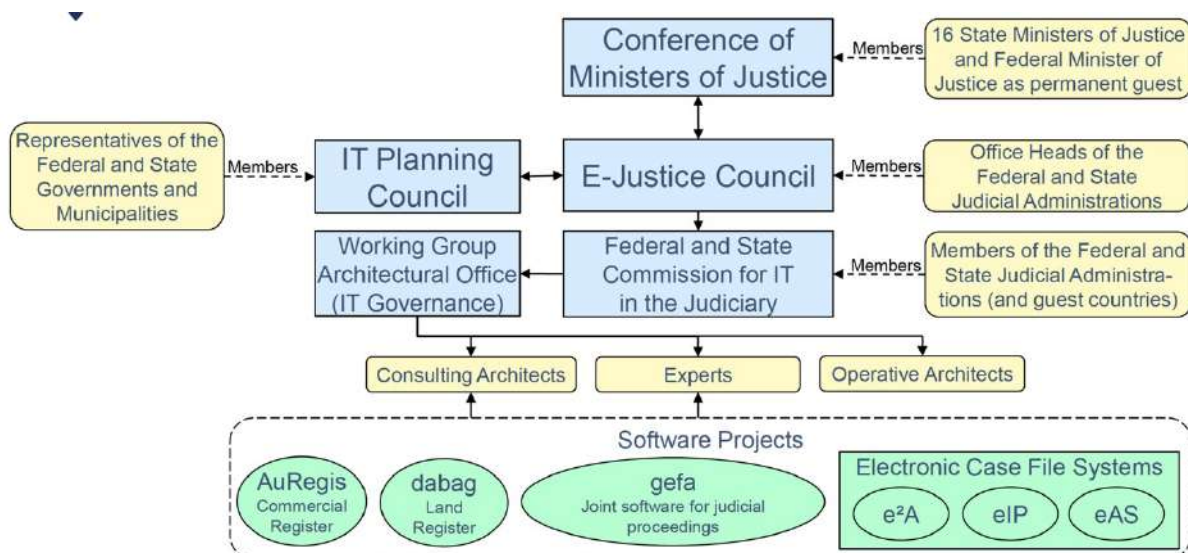 Conference of
Ministers of Justice
Members
16 State Ministers of Justice
and Federal Minister of
Justice as permanent guest
Representatives of the
Federal and State
Governments and
Municipalities
Members
IT Planning
Council
E-Justice Council
Members
Office Heads of the
Federal and State
Judicial Administrations
Working Group
Architectural Office
(IT Governance)
Federal and State
Commission for IT
in the Judiciary
Members
Members of the Federal and
State Judicial Administra-
tions (and guest countries)
Consulting Architects
Experts
Operative Architects
Software Projects
AuRegis
Commercial
Register
dabag
Land
Register
gefa
Joint software for judicial
proceedings
Electronic Case File Systems
e²A
eIP
eAS